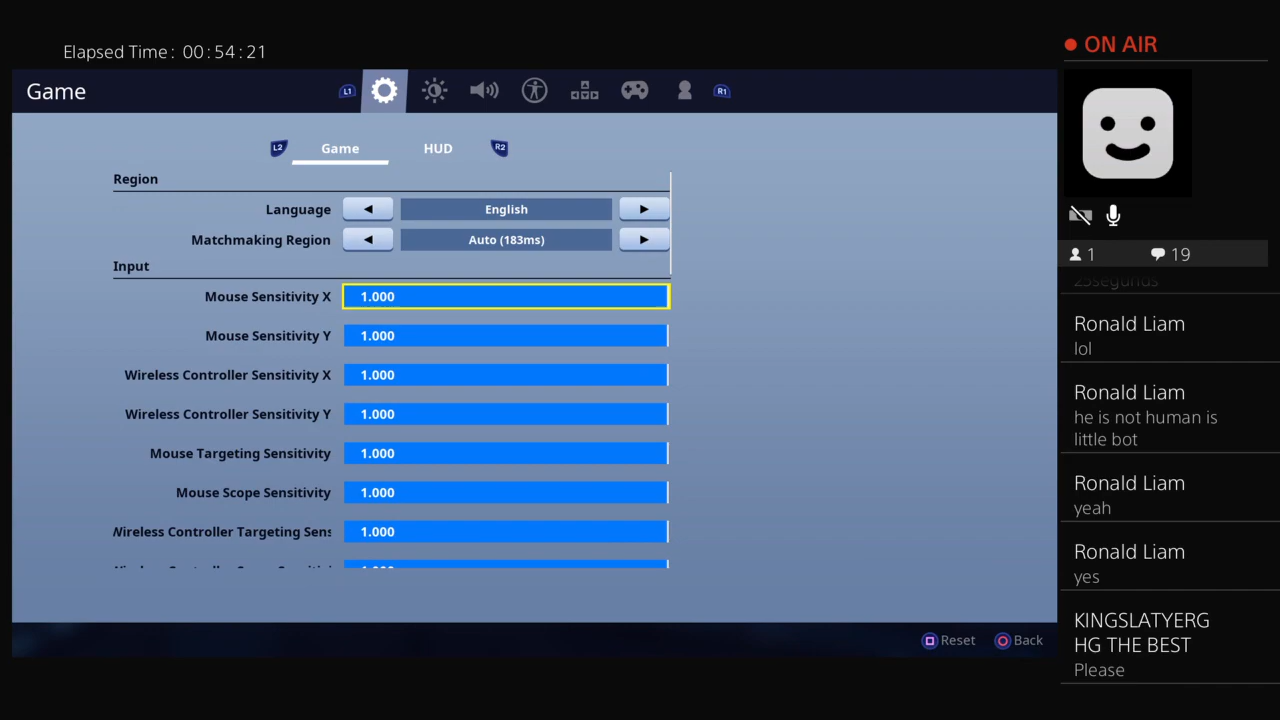 Elapsed Time: 00:54:21
ON AIR
Game
L1
R1
L2
Game
HUD
R2
Region
Language
English
Matchmaking Region
Auto (183ms)
Input
Mouse Sensitivity X
1.000
Mouse Sensitivity Y
1.000
Wireless Controller Sensitivity X
1.000
Wireless Controller Sensitivity Y
1.000
Mouse Targeting Sensitivity
1.000
Mouse Scope Sensitivity
1.000
Wireless Controller Targeting Sens
1.000
Reset
Back
1
19
25segunds
Ronald Liam
lol
Ronald Liam
he is not human is
little bot
Ronald Liam
yeah
Ronald Liam
yes
KINGSLATYERG
HG THE BEST
Please